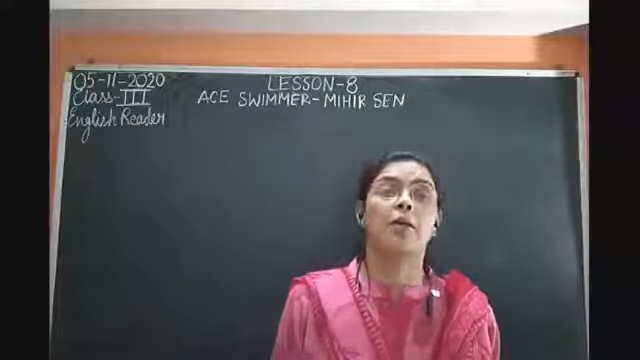 05-11-2020
Class-III
English Reader
LESSON-8
ACE SWIMMER-MIHIR SEN